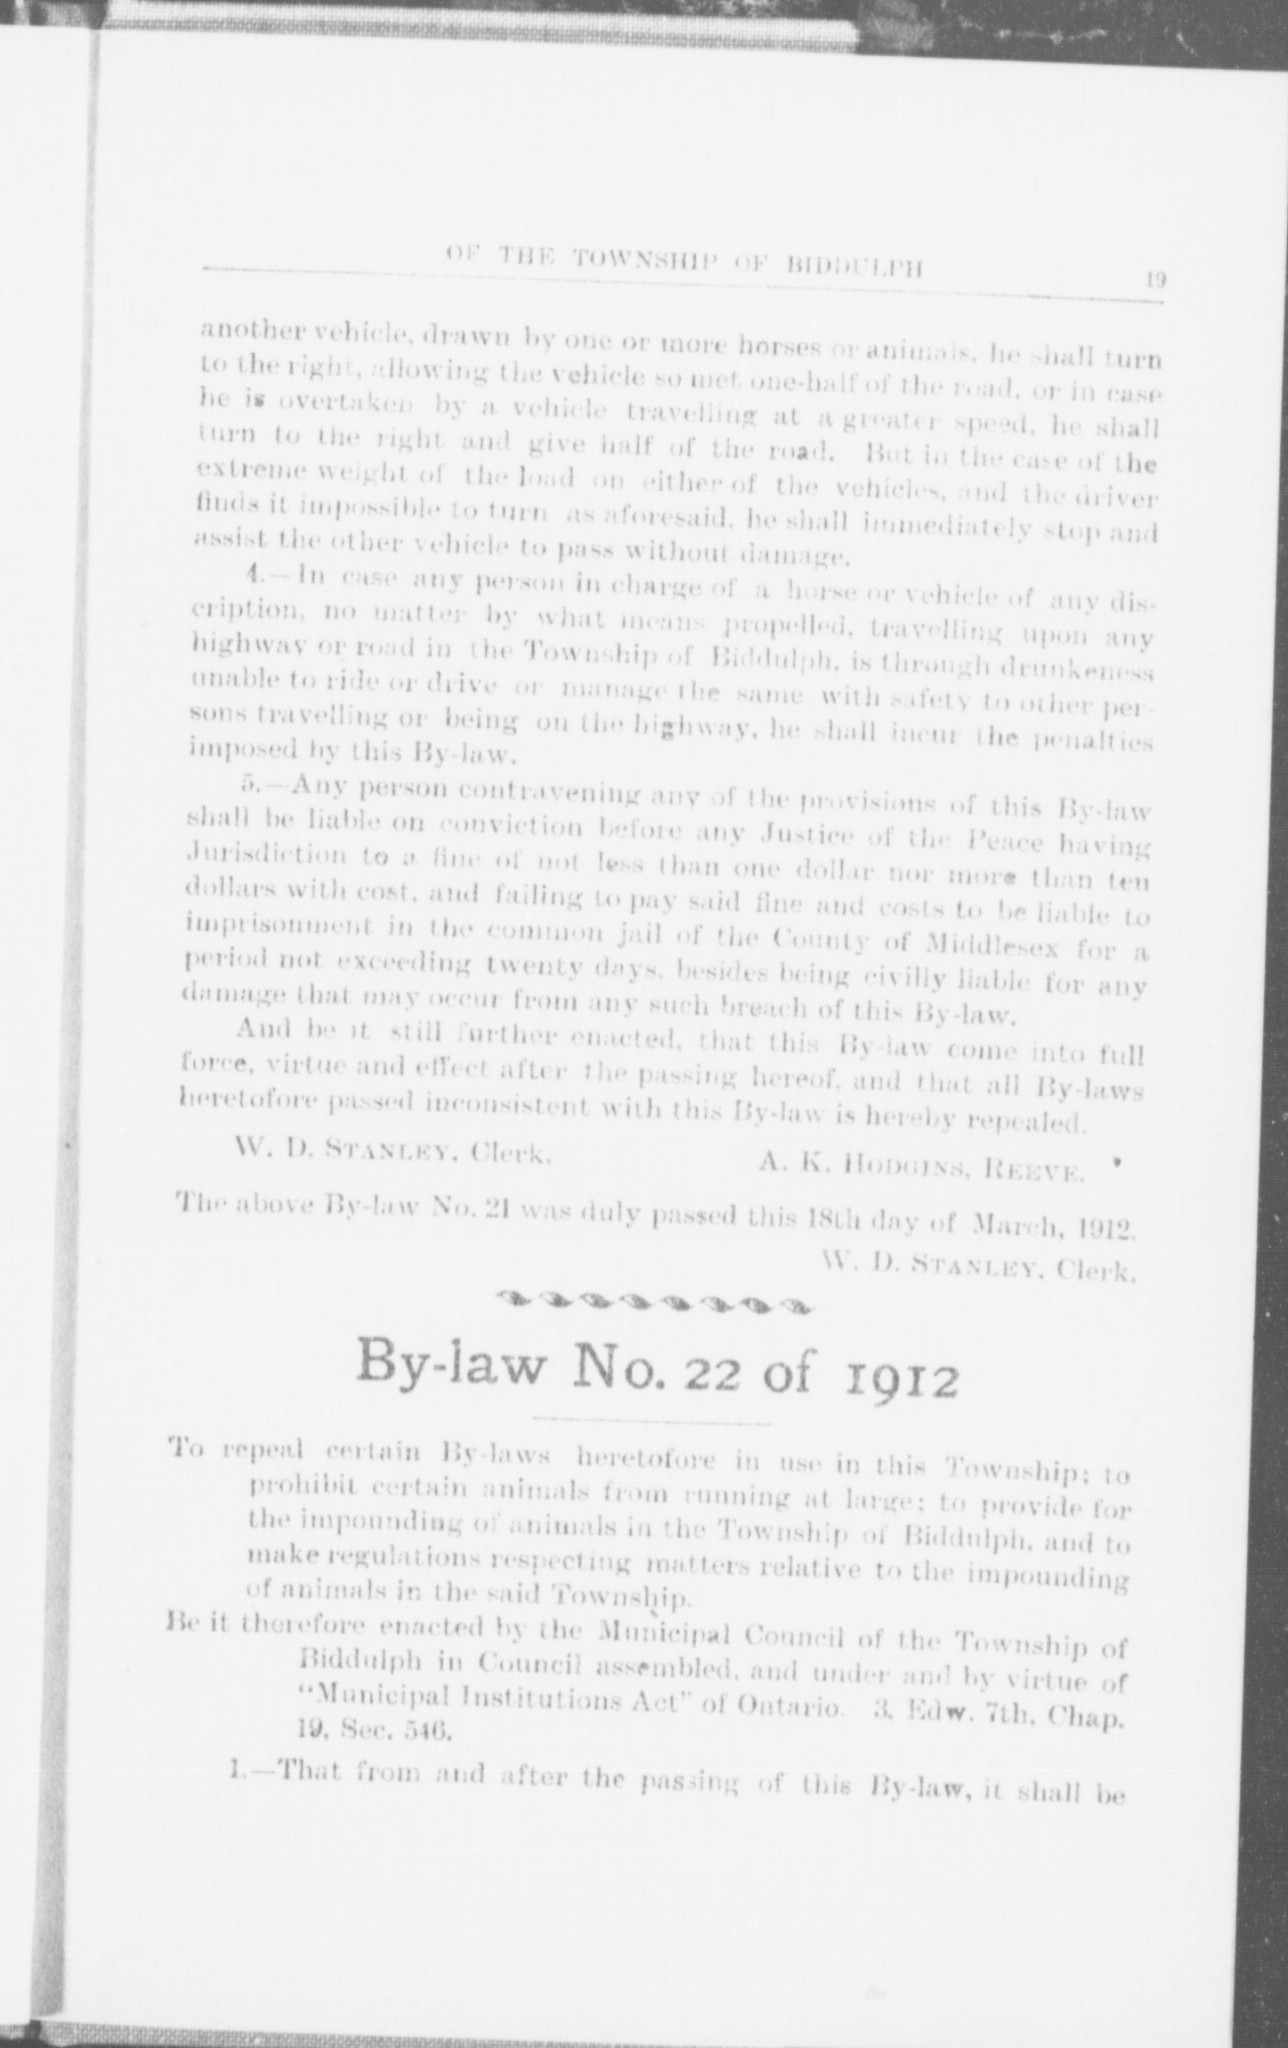 OF THE TOWNSHIP OF BIDDULPH 19
another vehicle, drawn by one or more horses or animals, he shall turn
to the right, allowing the vehicle so met one-half of the road, or in case
he is overtaken by a vehicle travelling at a greater speed, he shall
turn to the right and give half of the road. But in the case of the
extreme weight of the load on either of the vehicles, and the driver
finds it impossible to turn as aforesaid, he shall immediately stop and
assist the other vehicle to pass without damage.
4.—In case any person in charge of a horse or vehicle of any dis-
cription, no matter by what means propelled, travelling upon any
highway or road in the Township of Biddulph, is through drunkeness
unable to ride or drive or manage the same with safety to other per-
sons travelling or being on the highway, he shall incur the penalties
imposed by this By-law.
5.—Any person contravening any of the provisions of this By-law
shall be liable on conviction before any Justice of the Peace having
Jurisdiction to a fine of not less than one dollar nor more than ten
dollars with cost, and failing to pay said fine and costs to be liable to
imprisonment in the common jail of the County of Middlesex for a
period not exceeding twenty days, besides being civilly liable for any
damage that may occur from any such breach of this By-law.
And be it still further enacted, that this By-law come into full
force, virtue and effect after the passing hereof, and that all By-laws
heretofore passed inconsistent with this By-law is hereby repealed.
W. D. STANLEY, Clerk. A. K. HODGINS, REEVE.
The above By-law No. 21 was duly passed this 18th day of March, 1912.
W. D. STANLEY, Clerk.
By-law No. 22 of 1912
To repeal certain By-laws heretofore in use in this Township; to
prohibit certain animals from running at large; to provide for
the impounding of animals in the Township of Biddulph, and to
make regulations respecting matters relative to the impounding
of animals in the said Township.
Be it therefore enacted by the Municipal Council of the Township of
Biddulph in Council assembled, and under and by virtue of
“Municipal Institutions Act” of Ontario. 3, Edw. 7th, Chap.
19, Sec. 546.
1.—That from and after the passing of this By-law, it shall be